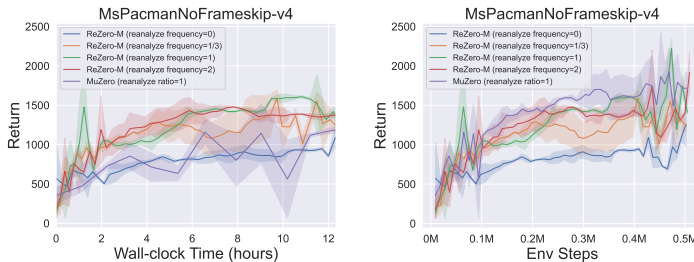 MsPacmanNoFrameskip-v4
2500
2000
1500
1000
500
0
Return
ReZero-M (reanalyze frequency=0)
ReZero-M (reanalyze frequency=1/3)
ReZero-M (reanalyze frequency=1)
ReZero-M (reanalyze frequency=2)
MuZero (reanalyze ratio=1)
0 2 4 6 8 10 12
Wall-clock Time (hours)
MsPacmanNoFrameskip-v4
2500
2000
1500
1000
500
0
Return
ReZero-M (reanalyze frequency=0)
ReZero-M (reanalyze frequency=1/3)
ReZero-M (reanalyze frequency=1)
ReZero-M (reanalyze frequency=2)
MuZero (reanalyze ratio=1)
0M 0.1M 0.2M 0.3M 0.4M 0.5M
Env Steps